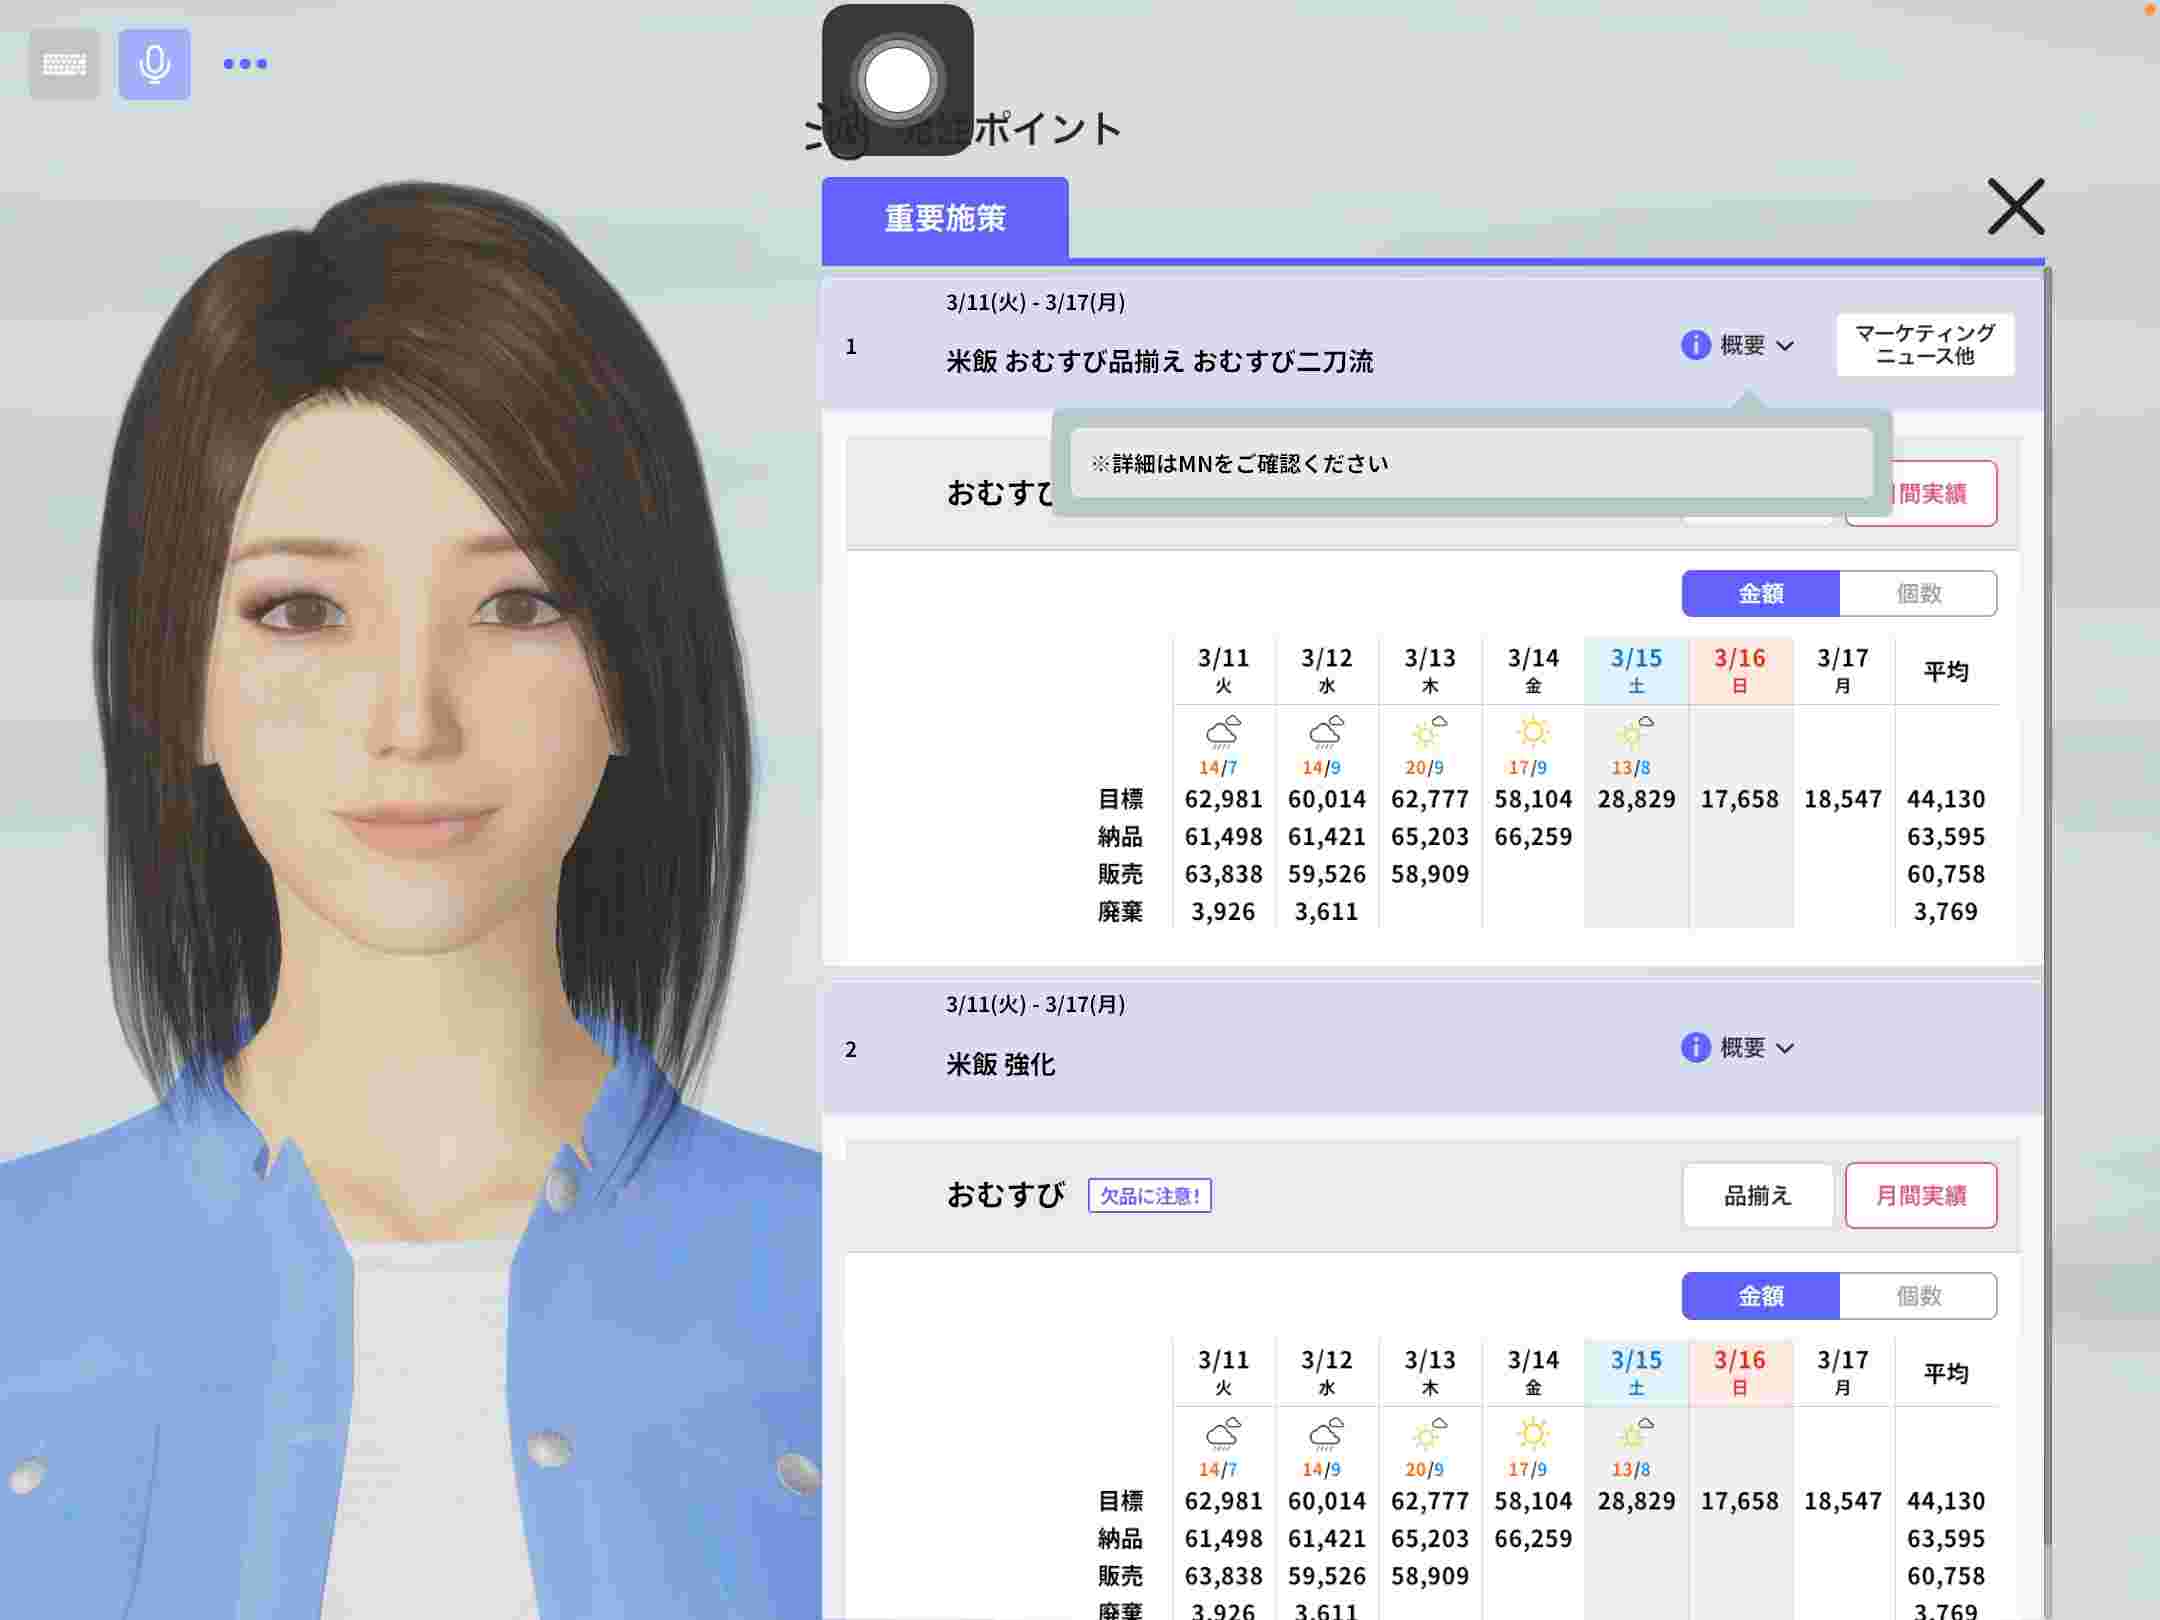 ポイント
重要施策
3/11(火) - 3/17(月)
1
米飯 おむすび品揃え おむすび二刀流
概要
マーケティング
ニュース他
※詳細はMNをご確認ください
おむすび
間実績
金額 個数
3/11 3/12 3/13 3/14 3/15 3/16 3/17 平均
火 水 木 金 土 日 月
14/7 14/9 20/9 17/9 13/8
目標 62,981 60,014 62,777 58,104 28,829 17,658 18,547 44,130
納品 61,498 61,421 65,203 66,259 63,595
販売 63,838 59,526 58,909 60,758
廃棄 3,926 3,611 3,769
3/11(火) - 3/17(月)
2
米飯 強化
概要
おむすび 欠品に注意! 品揃え 月間実績
金額 個数
3/11 3/12 3/13 3/14 3/15 3/16 3/17 平均
火 水 木 金 土 日 月
14/7 14/9 20/9 17/9 13/8
目標 62,981 60,014 62,777 58,104 28,829 17,658 18,547 44,130
納品 61,498 61,421 65,203 66,259 63,595
販売 63,838 59,526 58,909 60,758
廃棄 3,926 3,611 3,769